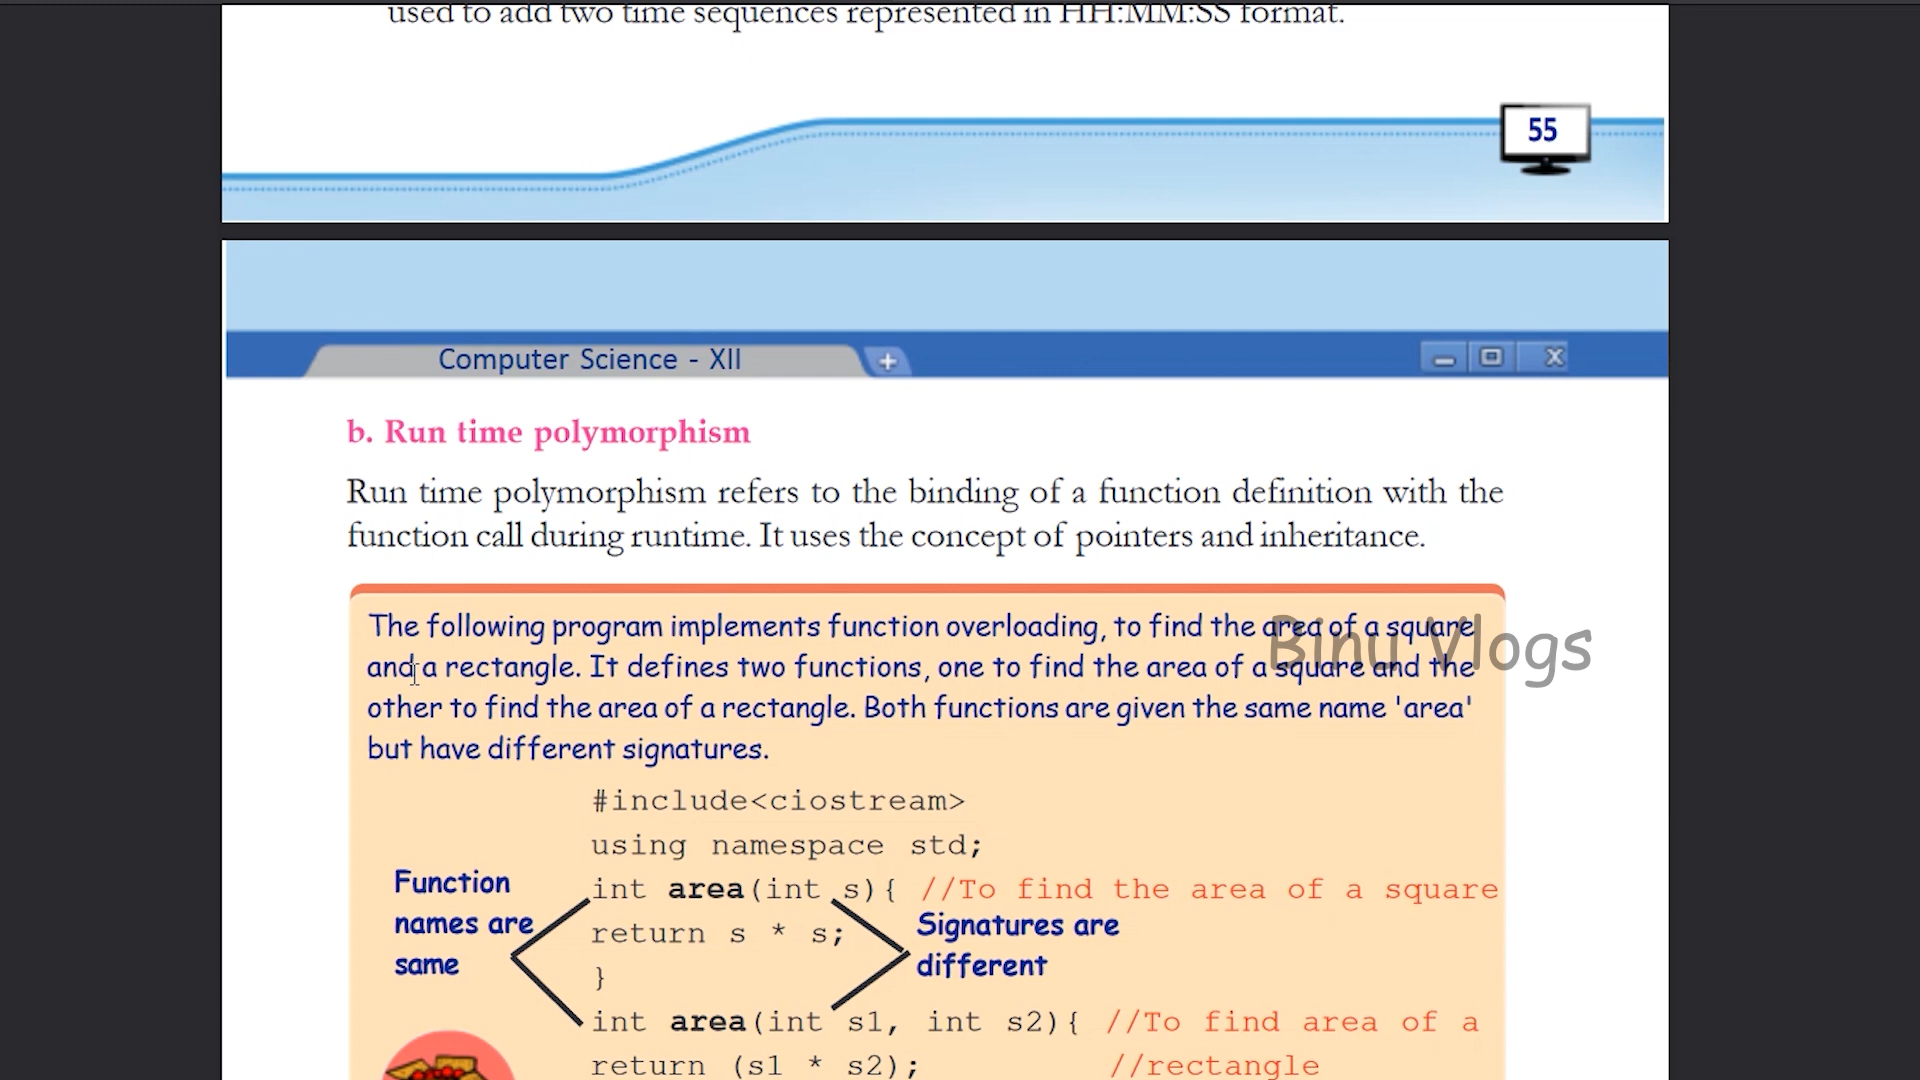 used to add two time sequences represented in HH:MM:SS format.
55
Computer Science - XII
b. Run time polymorphism
Run time polymorphism refers to the binding of a function definition with the
function call during runtime. It uses the concept of pointers and inheritance.
The following program implements function overloading, to find the area of a square
and a rectangle. It defines two functions, one to find the area of a square and the
other to find the area of a rectangle. Both functions are given the same name 'area'
but have different signatures.
Binu Vlogs
#include<ciostream>
using namespace std;
int area(int s){ //To find the area of a square
return s * s;
}
int area(int s1, int s2){ //To find area of a
return (s1 * s2); //rectangle
Function
names are
same
Signatures are
different